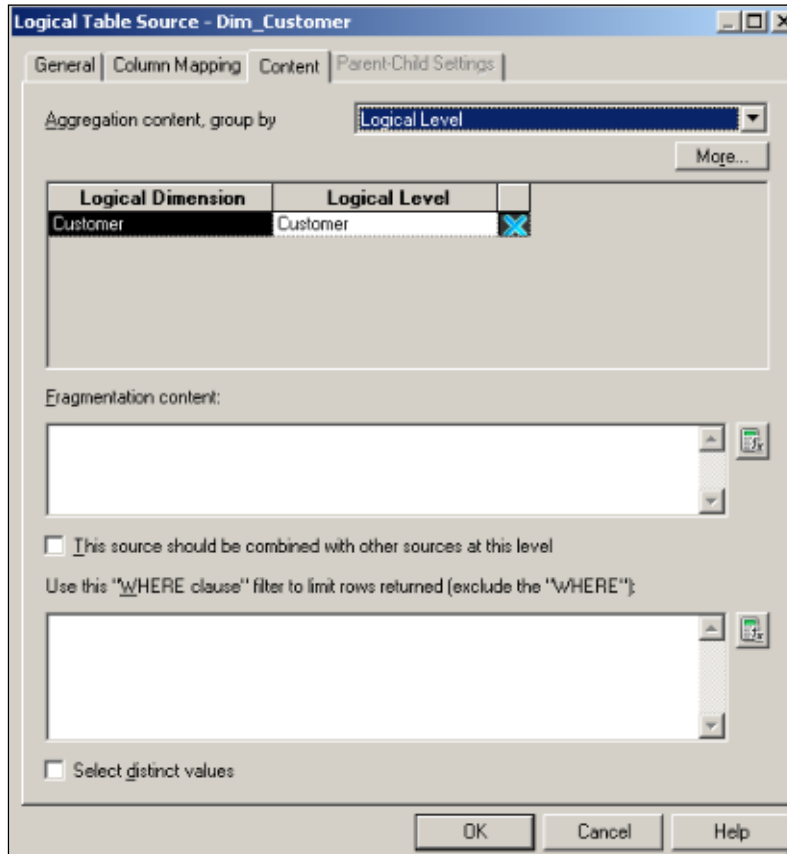 Logical Table Source - Dim_Customer
General Column Mapping Content Parent-Child Settings
Aggregation content, group by Logical Level
More...
Logical Dimension Logical Level
Customer Customer
Fragmentation content:
This source should be combined with other sources at this level
Use this "WHERE clause" filter to limit rows returned (exclude the "WHERE"):
Select distinct values
OK Cancel Help